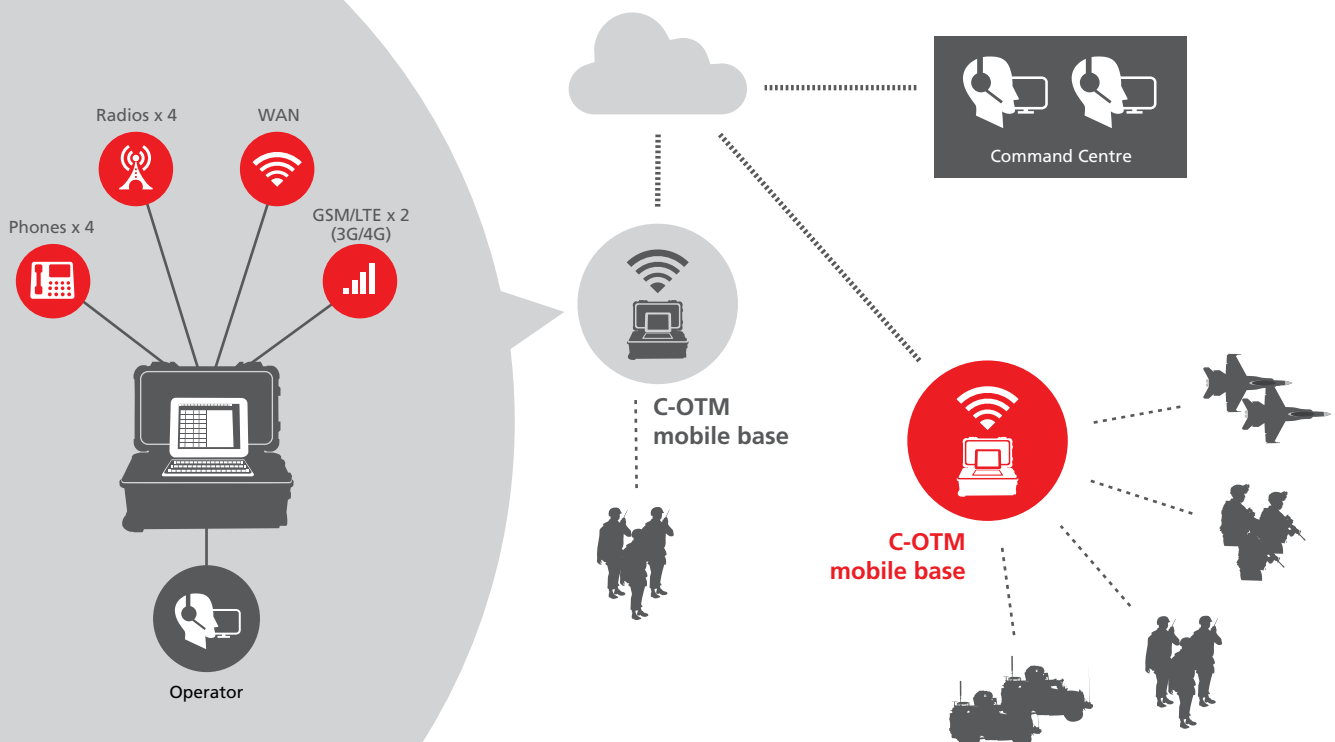 Radios x 4
WAN
Phones x 4
GSM/LTE x 2
(3G/4G)
Operator
C-OTM
mobile base
Command Centre
C-OTM
mobile base